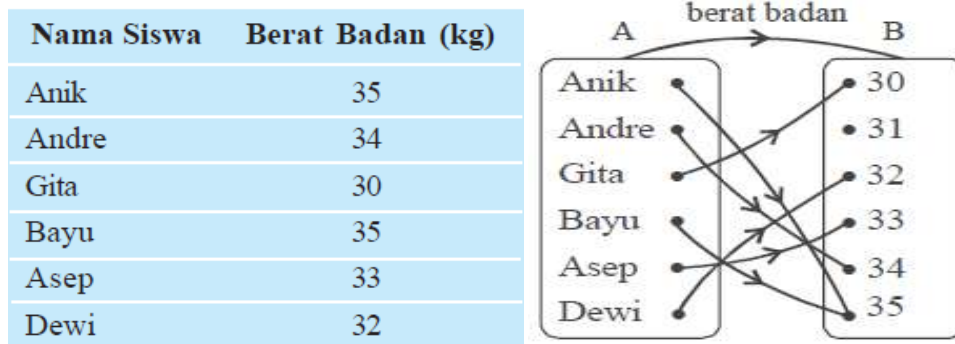 Nama Siswa Berat Badan (kg)
Anik 35
Andre 34
Gita 30
Bayu 35
Asep 33
Dewi 32
berat badan
A B
Anik 30
Andre 31
Gita 32
Bayu 33
Asep 34
Dewi 35